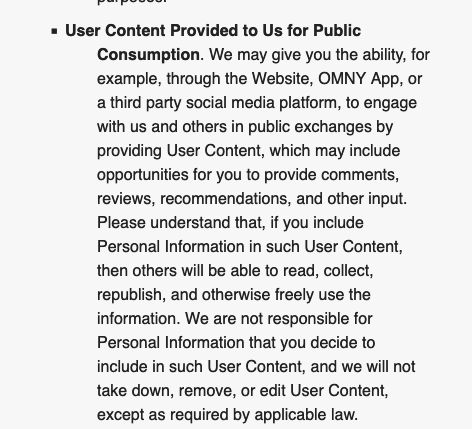 purposes.
▪ User Content Provided to Us for Public
Consumption. We may give you the ability, for
example, through the Website, OMNY App, or
a third party social media platform, to engage
with us and others in public exchanges by
providing User Content, which may include
opportunities for you to provide comments,
reviews, recommendations, and other input.
Please understand that, if you include
Personal Information in such User Content,
then others will be able to read, collect,
republish, and otherwise freely use the
information. We are not responsible for
Personal Information that you decide to
include in such User Content, and we will not
take down, remove, or edit User Content,
except as required by applicable law.